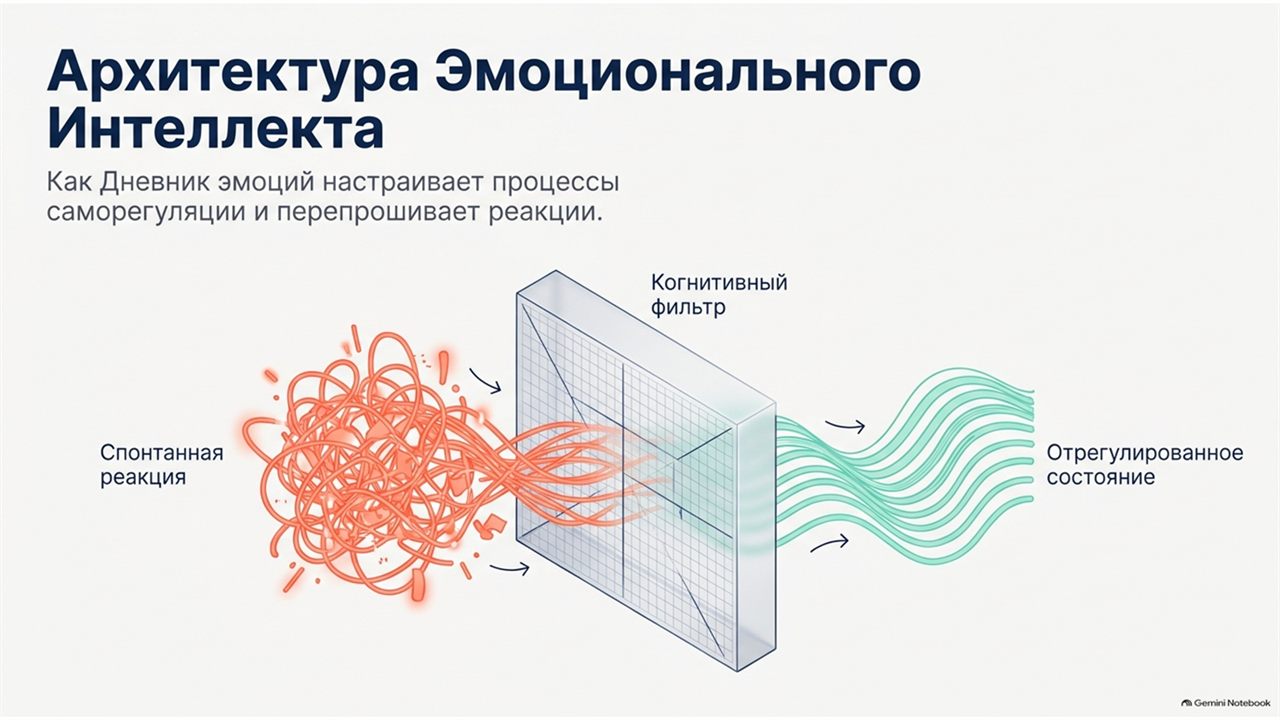 Архитектура Эмоционального
Интеллекта
Как Дневник эмоций настраивает процессы
саморегуляции и перепрошивает реакции.
Когнитивный
фильтр
Спонтанная
реакция
Отрегулированное
состояние
Gemini Notebook